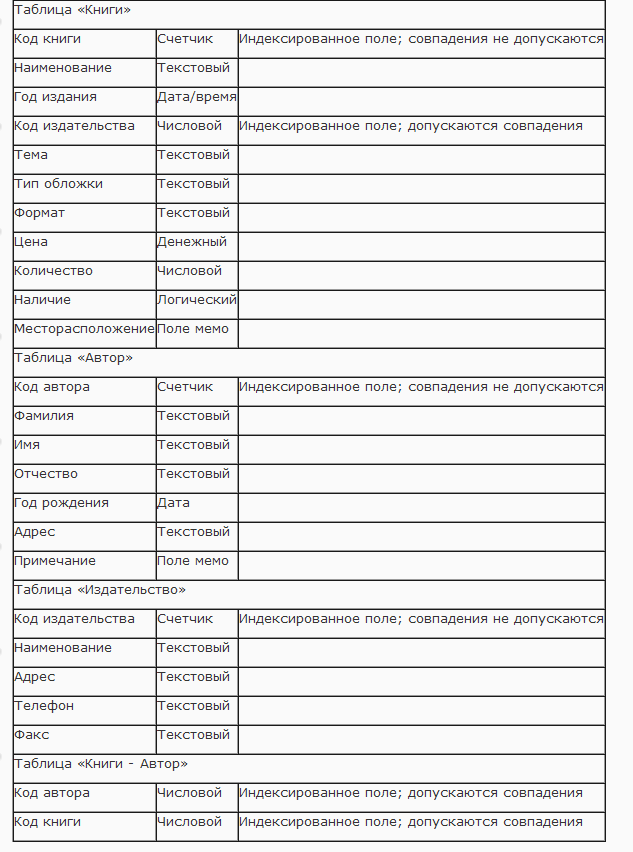 Таблица «Книги»
Код книги Счетчик Индексированное поле; совпадения не допускаются
Наименование Текстовый
Год издания Дата/время
Код издательства Числовой Индексированное поле; допускаются совпадения
Тема Текстовый
Тип обложки Текстовый
Формат Текстовый
Цена Денежный
Количество Числовой
Наличие Логический
Месторасположение Поле мемо
Таблица «Автор»
Код автора Счетчик Индексированное поле; совпадения не допускаются
Фамилия Текстовый
Имя Текстовый
Отчество Текстовый
Год рождения Дата
Адрес Текстовый
Примечание Поле мемо
Таблица «Издательство»
Код издательства Счетчик Индексированное поле; совпадения не допускаются
Наименование Текстовый
Адрес Текстовый
Телефон Текстовый
Факс Текстовый
Таблица «Книги - Автор»
Код автора Числовой Индексированное поле; допускаются совпадения
Код книги Числовой Индексированное поле; допускаются совпадения